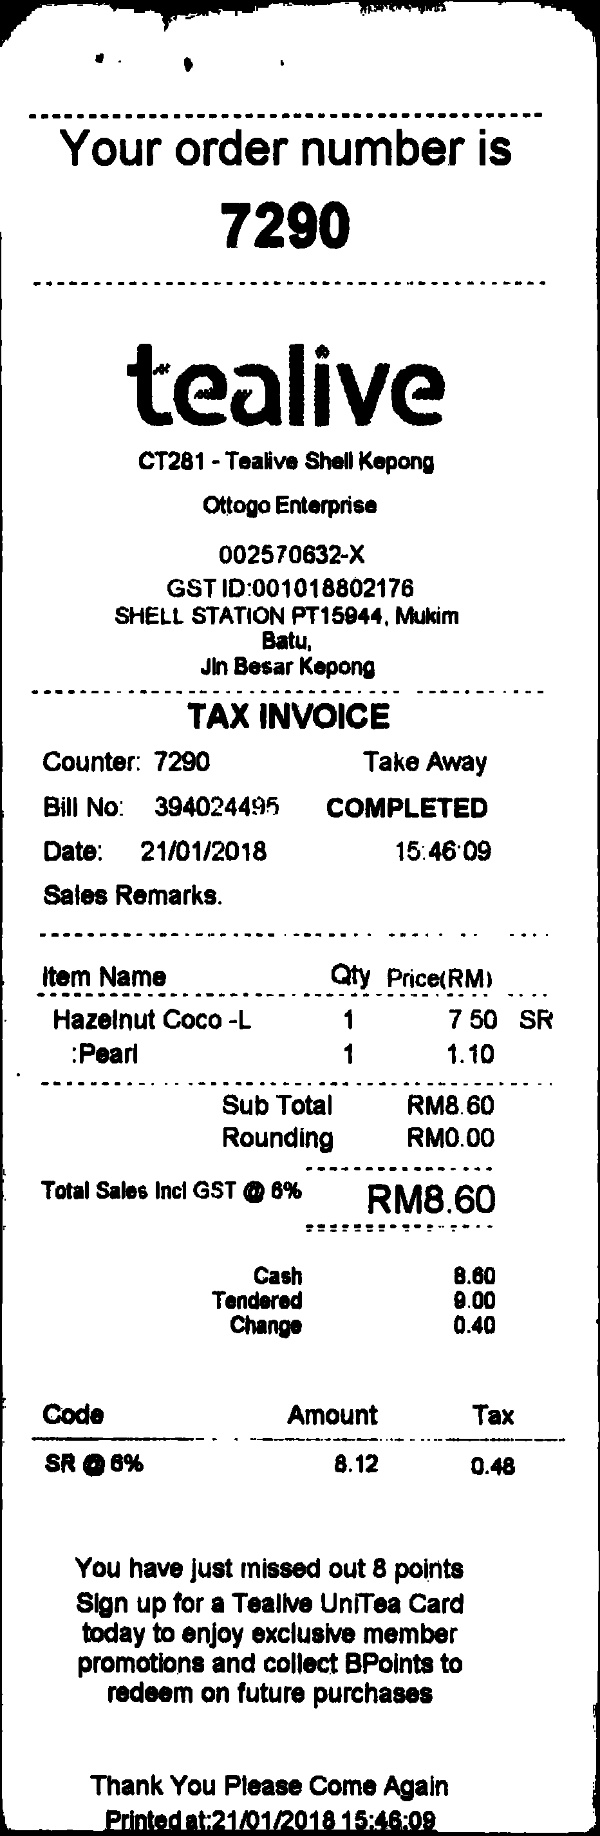 Your order number is
7290
tealive
CT281 - Tealive Shell Kepong
Ottogo Enterprise
002570632-X
GST ID:001018802176
SHELL STATION PT15944, Mukim
Batu,
Jln Besar Kepong
TAX INVOICE
Counter: 7290 Take Away
Bill No: 394024495 COMPLETED
Date: 21/01/2018 15:46:09
Sales Remarks.
Item Name Qty Price(RM)
Hazelnut Coco -L 1 7 50 SR
:Pearl 1 1.10
Sub Total RM8.60
Rounding RM0.00
Total Sales Incl GST @ 6% RM8.60
Cash 8.60
Tendered 9.00
Change 0.40
Code Amount Tax
SR @ 6% 8.12 0.48
You have just missed out 8 points
Sign up for a Tealive UniTea Card
today to enjoy exclusive member
promotions and collect BPoints to
redeem on future purchases
Thank You Please Come Again
Printed at:21/01/2018 15:46:09